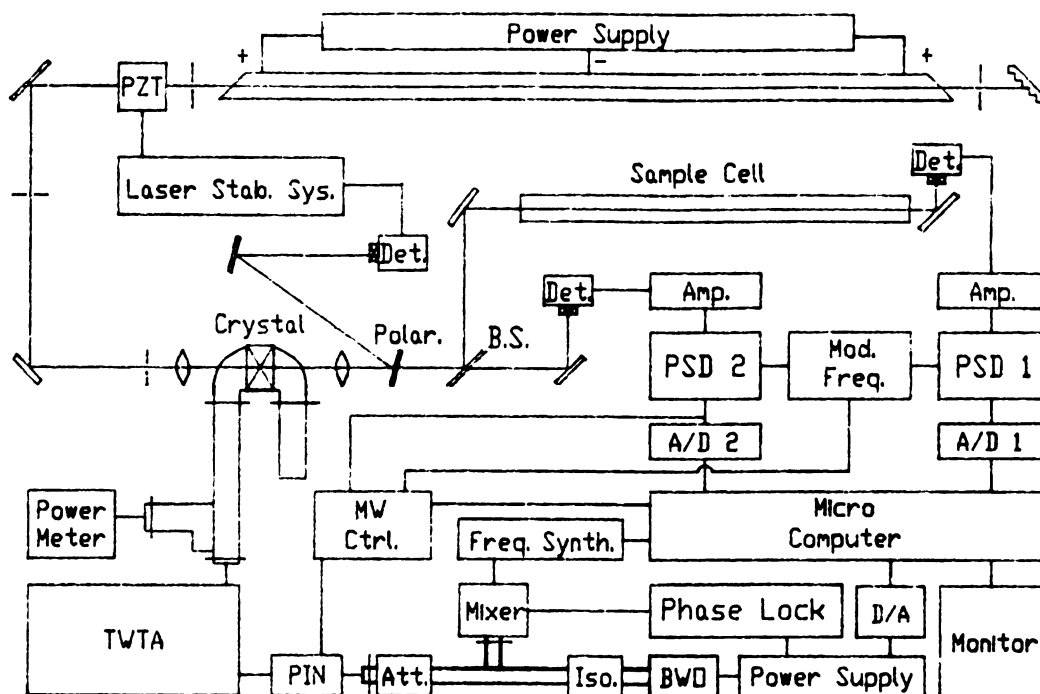 Power Supply
+
-
+
PZT
Det.
Sample Cell
Laser Stab. Sys.
Det.
Det.
Amp.
Amp.
Crystal
Polar.
B.S.
PSD 2
Mod.
Freq.
PSD 1
A/D 2
A/D 1
Power
Meter
MW
Ctrl.
Micro
Computer
Freq. Synth.
Mixer
Phase Lock
D/A
Monitor
TWTA
PIN
Att.
Iso.
BWO
Power Supply